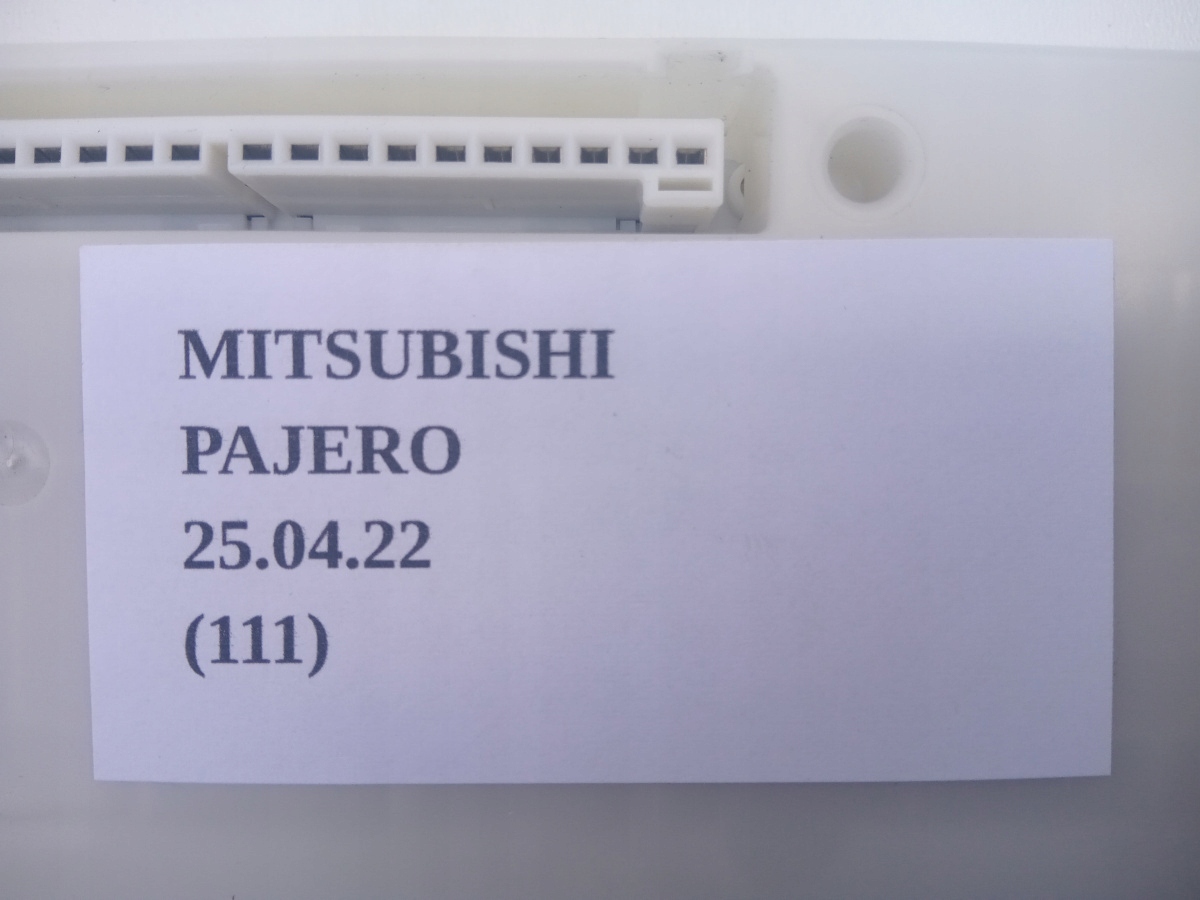 MITSUBISHI
PAJERO
25.04.22
(111)